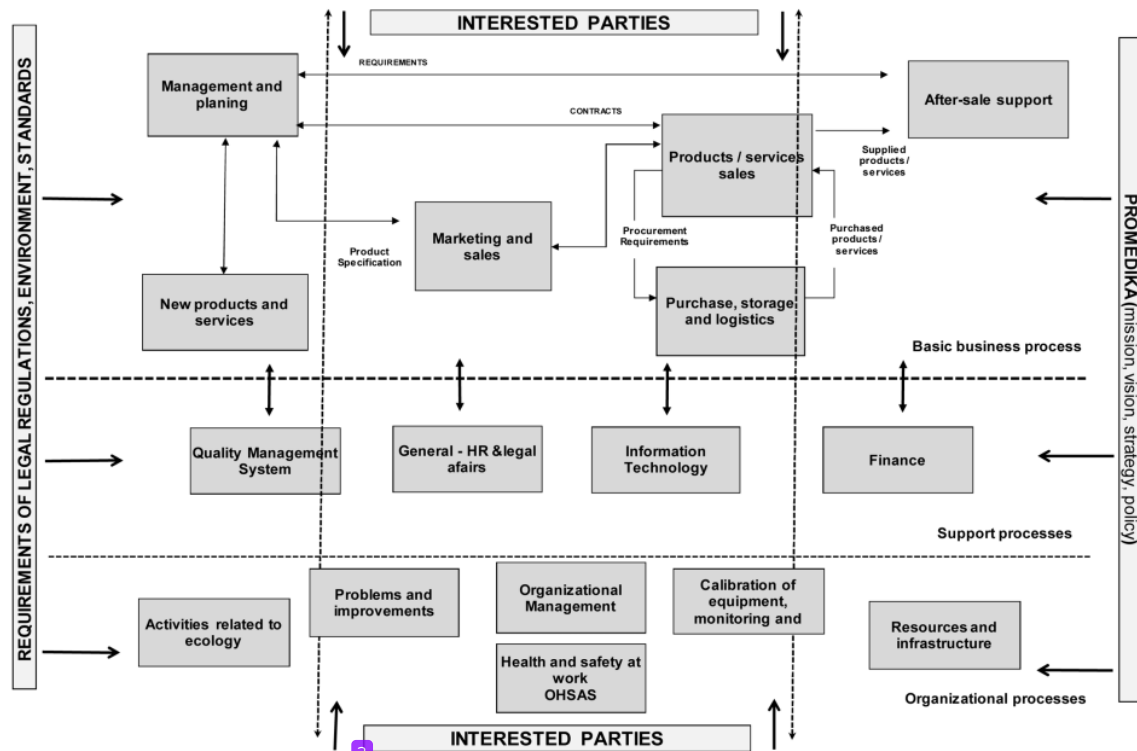 INTERESTED PARTIES
REQUIREMENTS OF LEGAL REGULATIONS, ENVIRONMENT, STANDARDS
PROMEDIKA (mission, vision, strategy, policy)
Management and
planing
REQUIREMENTS
After-sale support
CONTRACTS
Products / services
sales
Supplied
products /
services
Marketing and
sales
Product
Specification
Procurement
Requirements
Purchased
products /
services
New products and
services
Purchase, storage
and logistics
Basic business process
Quality Management
System
General - HR & legal
afairs
Information
Technology
Finance
Support processes
Activities related to
ecology
Problems and
improvements
Organizational
Management
Calibration of
equipment,
monitoring and
Resources and
infrastructure
Health and safety at
work
OHSAS
Organizational processes
INTERESTED PARTIES